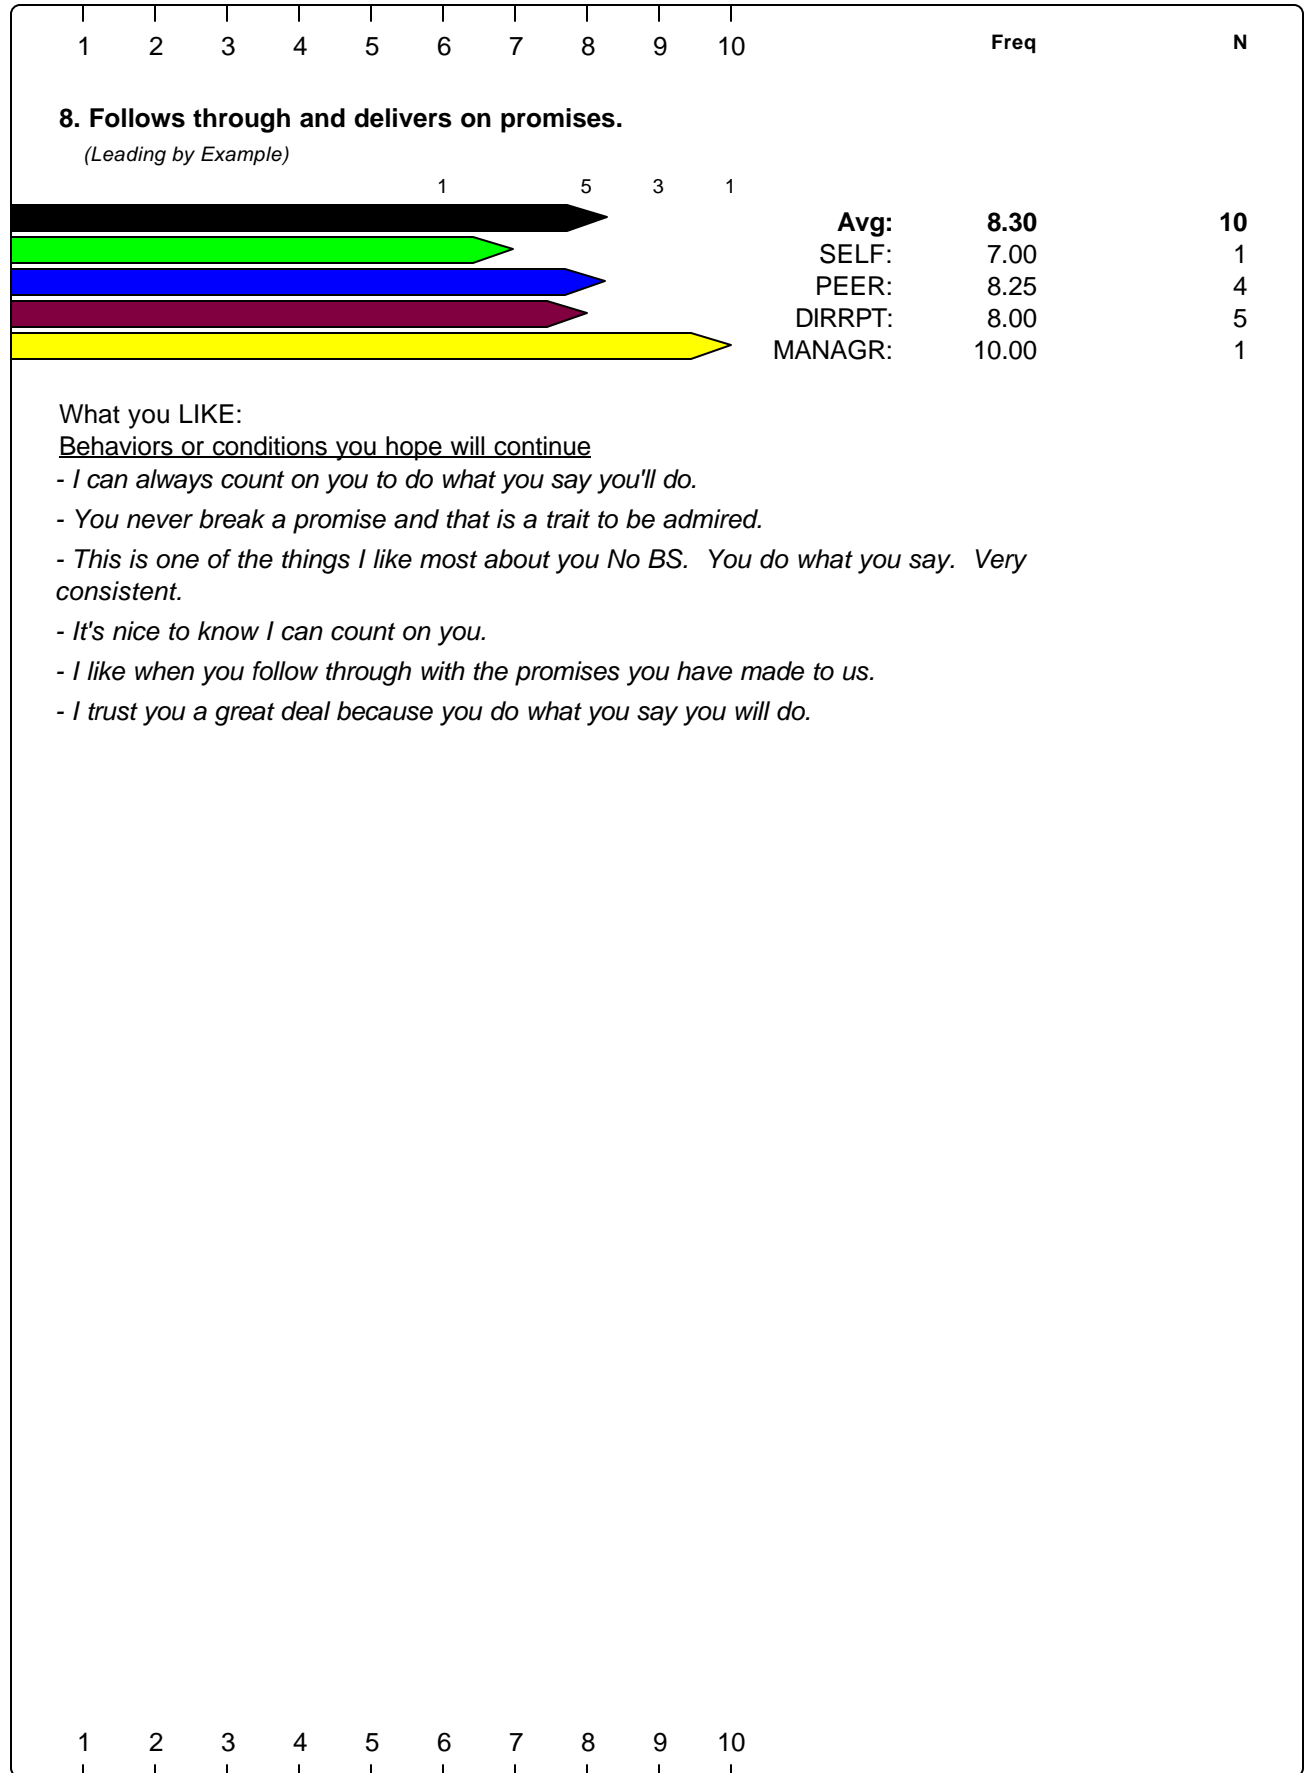 1 2 3 4 5 6 7 8 9 10 Freq N
8. Follows through and delivers on promises.
(Leading by Example)
1 5 3 1
Avg: 8.30 10
SELF: 7.00 1
PEER: 8.25 4
DIRRPT: 8.00 5
MANAGR: 10.00 1
What you LIKE:
Behaviors or conditions you hope will continue
- I can always count on you to do what you say you'll do.
- You never break a promise and that is a trait to be admired.
- This is one of the things I like most about you No BS.  You do what you say.  Very
consistent.
- It's nice to know I can count on you.
- I like when you follow through with the promises you have made to us.
- I trust you a great deal because you do what you say you will do.
1 2 3 4 5 6 7 8 9 10